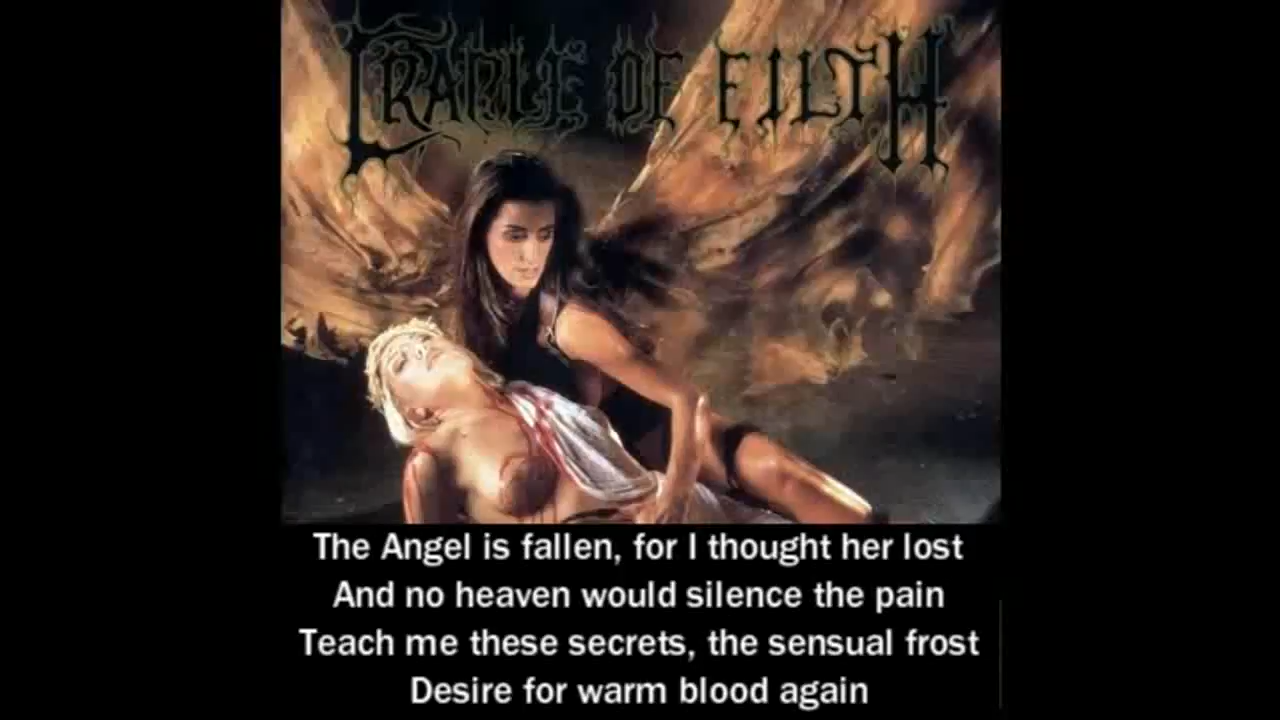 CRADLE OF FILTH
The Angel is fallen, for I thought her lost
And no heaven would silence the pain
Teach me these secrets, the sensual frost
Desire for warm blood again